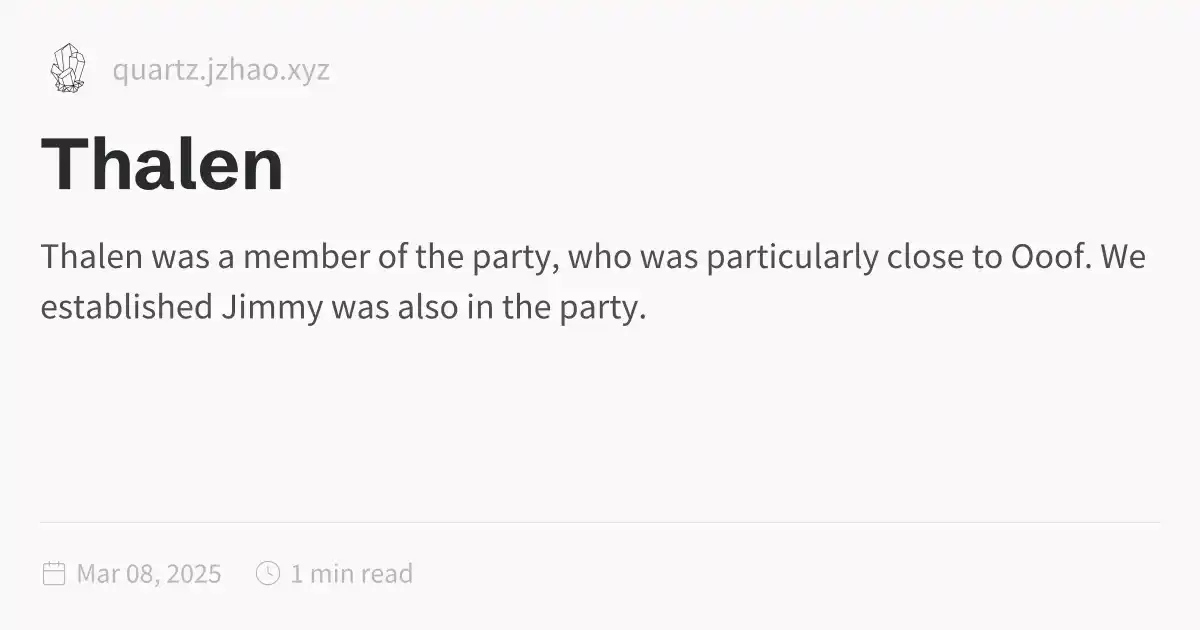 quartz.jzhao.xyz
Thalen
Thalen was a member of the party, who was particularly close to Ooof. We
established Jimmy was also in the party.
Mar 08, 2025 1 min read